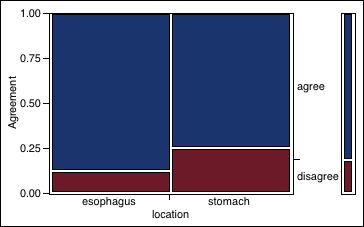 1.00
0.75
0.50
0.25
0.00
Agreement
agree
disagree
esophagus stomach
location